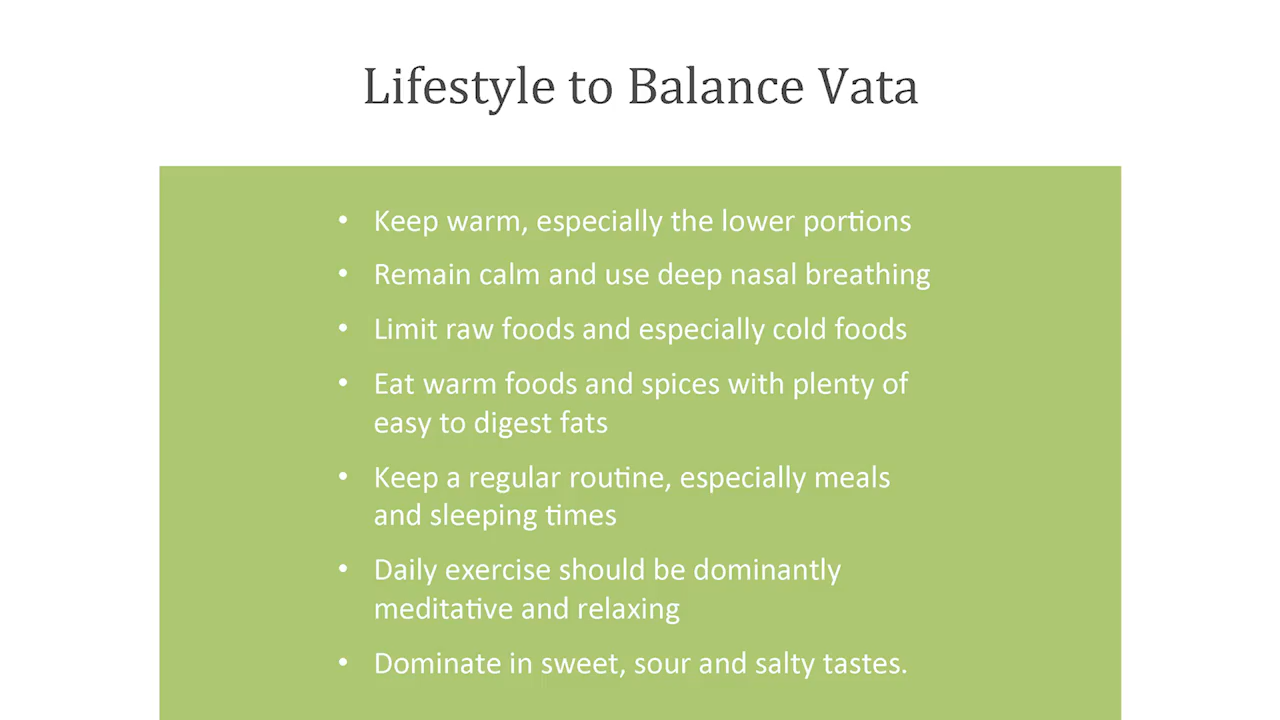 Lifestyle to Balance Vata
• Keep warm, especially the lower portions
• Remain calm and use deep nasal breathing
• Limit raw foods and especially cold foods
• Eat warm foods and spices with plenty of
easy to digest fats
• Keep a regular routine, especially meals
and sleeping times
• Daily exercise should be dominantly
meditative and relaxing
• Dominate in sweet, sour and salty tastes.